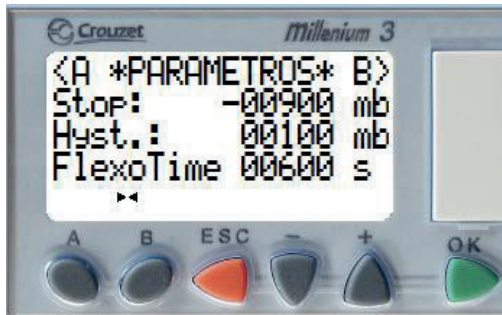 Crouzet Millenium 3
<A *PARAMETROS* B>
Stop: -00900 mb
Hyst.: 00100 mb
FlexoTime 00600 s
A B ESC - + OK